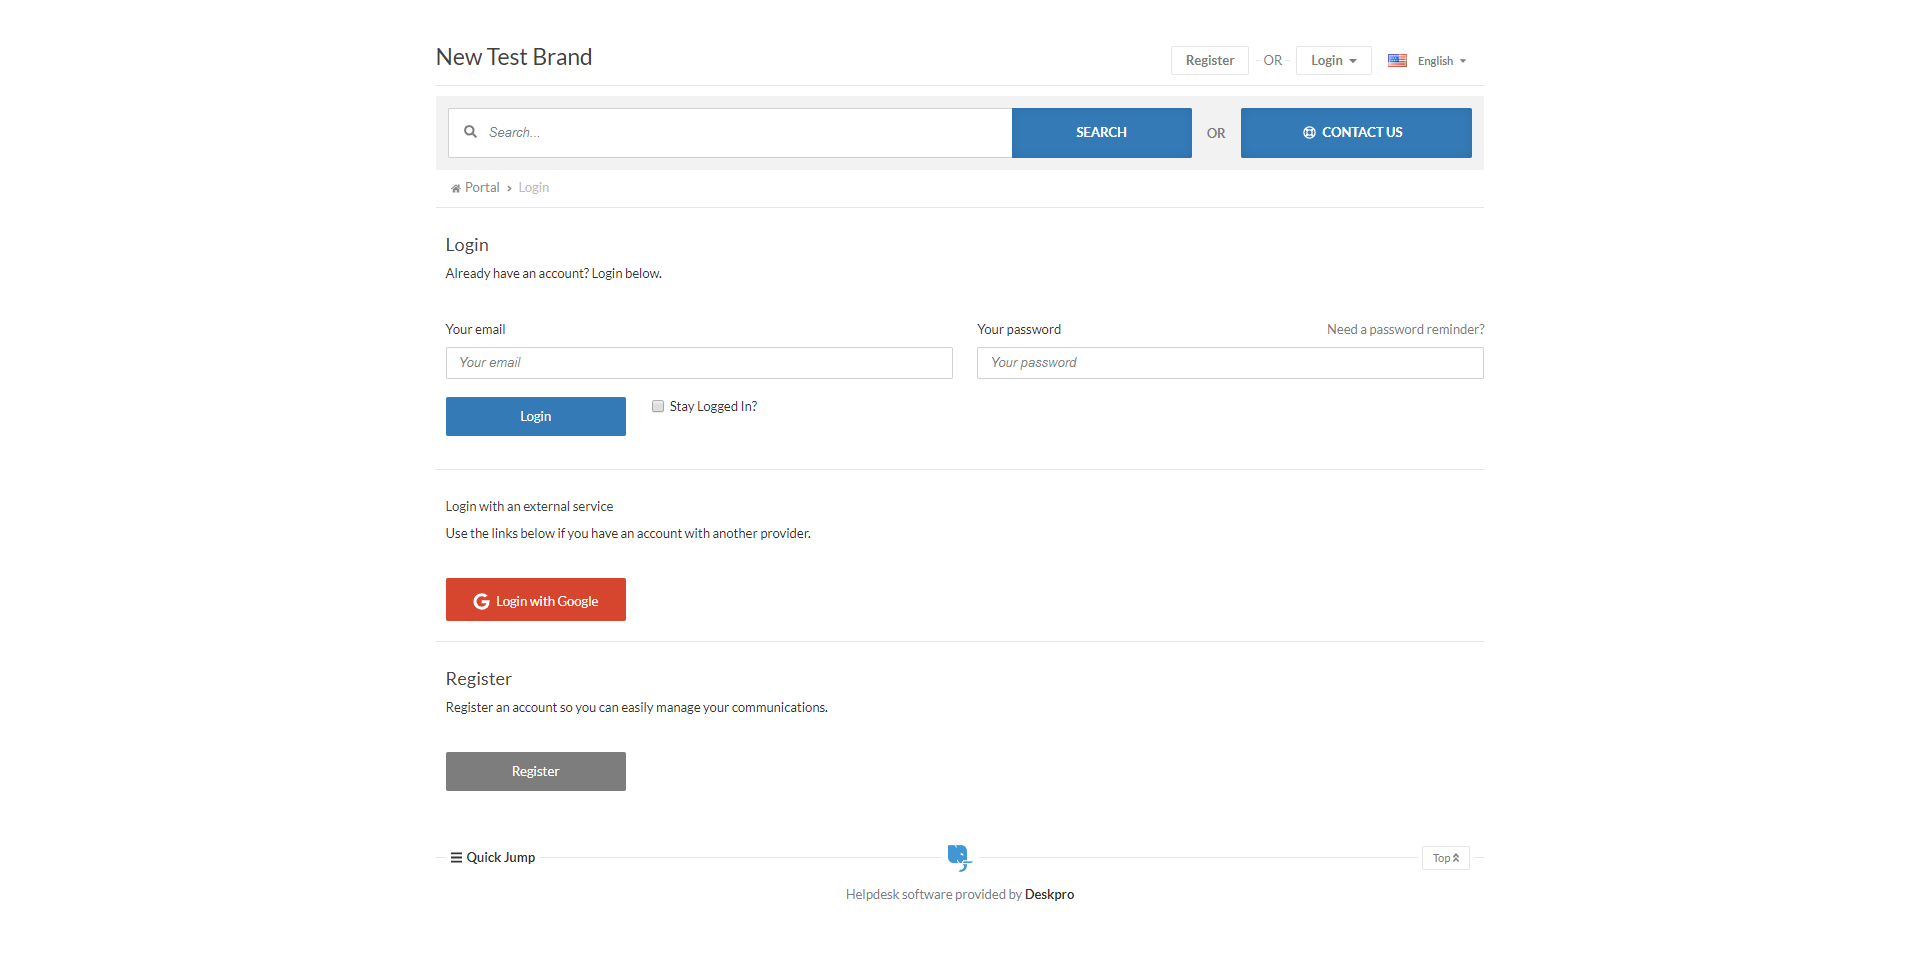 New Test Brand
Register OR Login English
Search... SEARCH OR CONTACT US
Portal › Login
Login
Already have an account? Login below.
Your email Your password Need a password reminder?
Your email Your password
Login Stay Logged In?
Login with an external service
Use the links below if you have an account with another provider.
Login with Google
Register
Register an account so you can easily manage your communications.
Register
Quick Jump Top
Helpdesk software provided by Deskpro